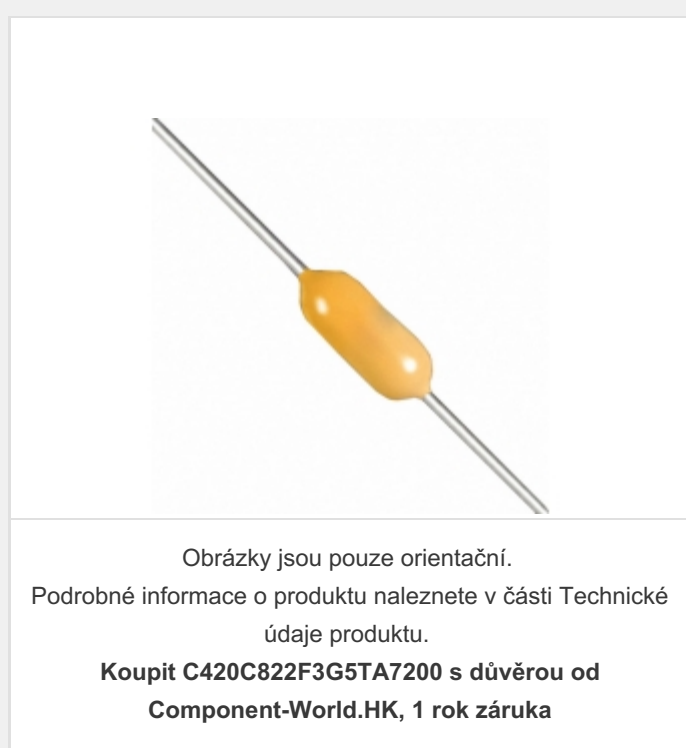 Obrázky jsou pouze orientační.
Podrobné informace o produktu naleznete v části Technické
údaje produktu.
Koupit C420C822F3G5TA7200 s důvěrou od
Component-World.HK, 1 rok záruka